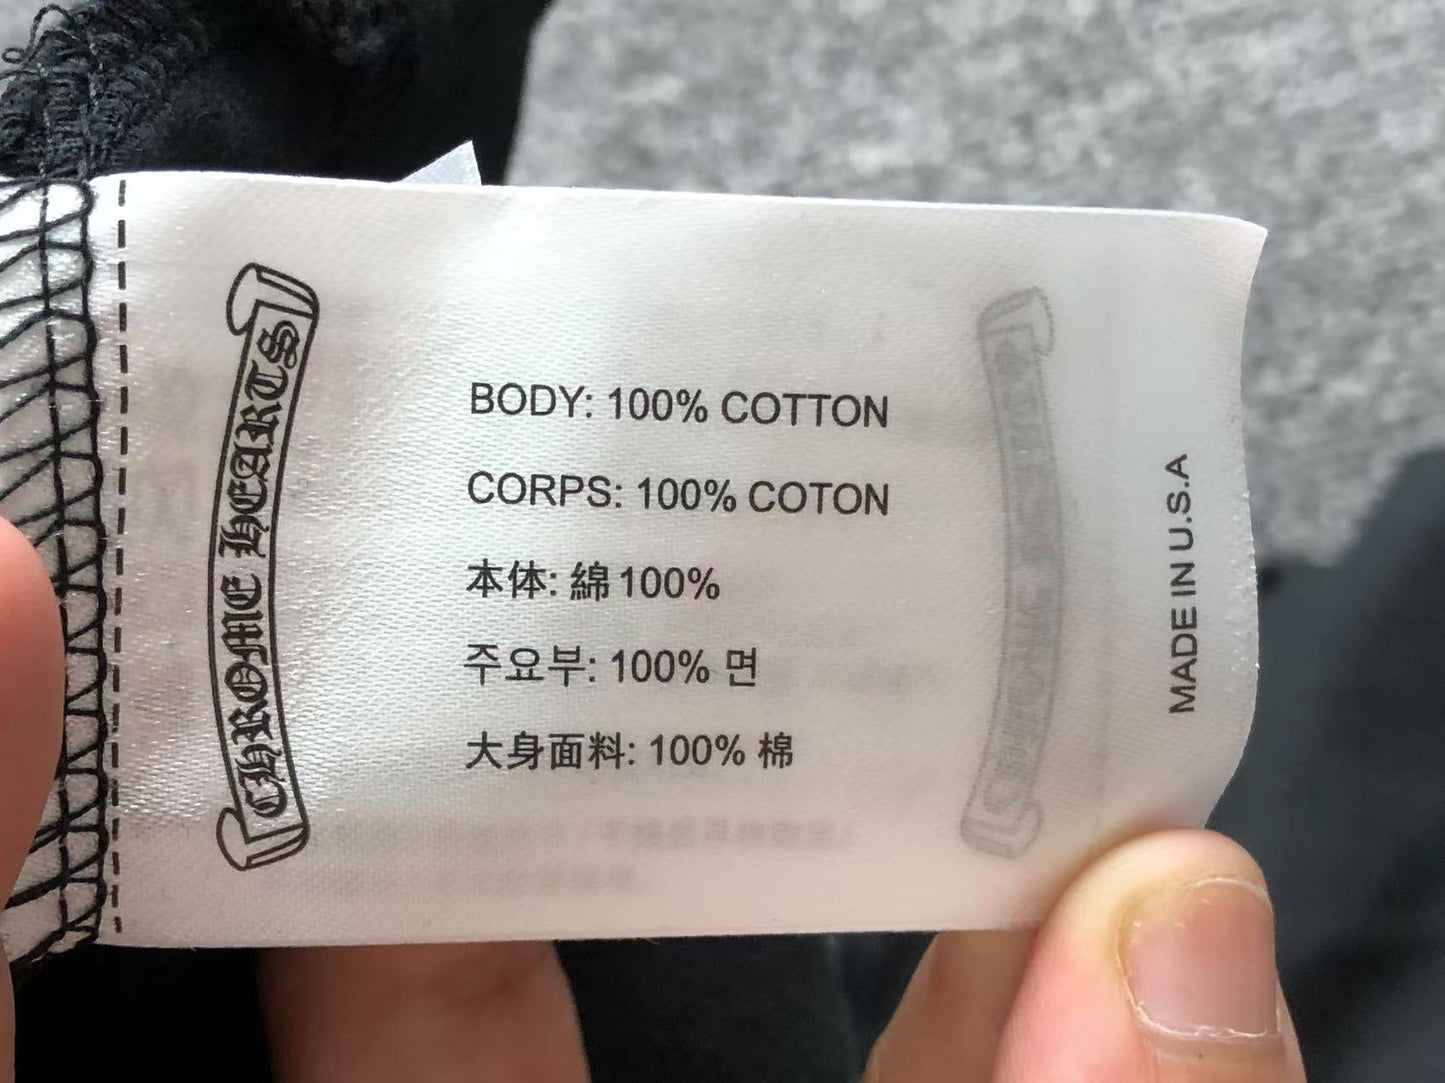 CHROME HEARTS
BODY: 100% COTTON
CORPS: 100% COTON
本体: 綿100%
주요부: 100% 면
大身面料: 100% 棉
MADE IN U.S.A